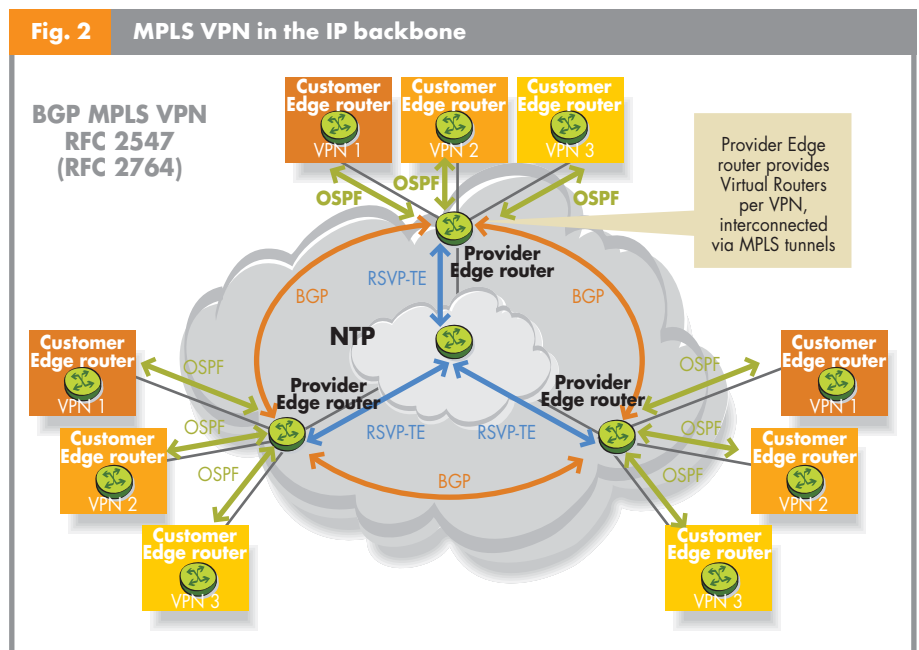 Fig. 2 MPLS VPN in the IP backbone
BGP MPLS VPN
RFC 2547
(RFC 2764)
Customer
Edge router
VPN 1
Customer
Edge router
VPN 2
Customer
Edge router
VPN 3
OSPF
OSPF
OSPF
Provider Edge
router provides
Virtual Routers
per VPN,
interconnected
via MPLS tunnels
Provider
Edge router
RSVP-TE
BGP
BGP
NTP
Customer
Edge router
VPN 1
OSPF
Customer
Edge router
VPN 2
OSPF
Customer
Edge router
VPN 3
OSPF
Provider
Edge router
RSVP-TE
Provider
Edge router
RSVP-TE
BGP
OSPF
Customer
Edge router
VPN 1
OSPF
Customer
Edge router
VPN 2
OSPF
Customer
Edge router
VPN 3